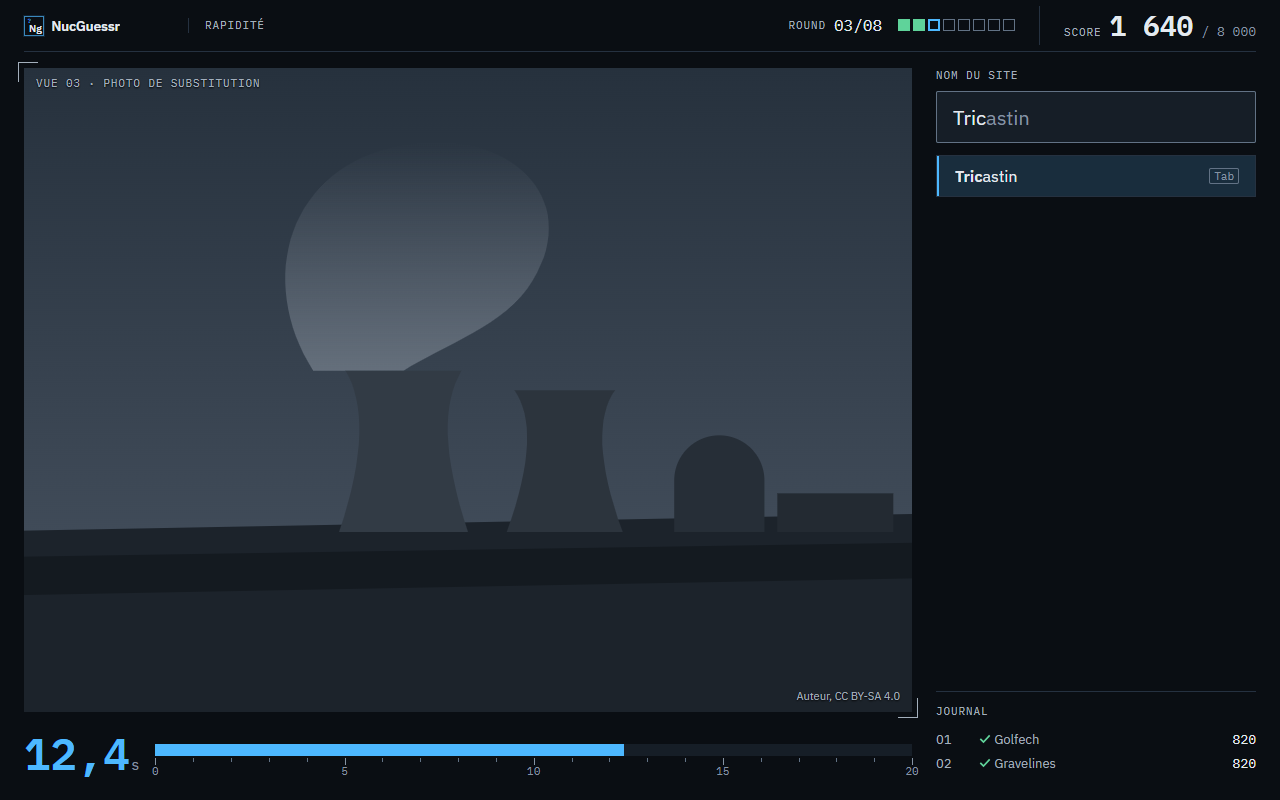 ? Ng NucGuessr
RAPIDITÉ
ROUND 03/08
SCORE 1 640 / 8 000
VUE 03 · PHOTO DE SUBSTITUTION
Auteur, CC BY-SA 4.0
12,4 s
0 5 10 15 20
NOM DU SITE
Tricastin
Tricastin Tab
JOURNAL
01 Golfech 820
02 Gravelines 820